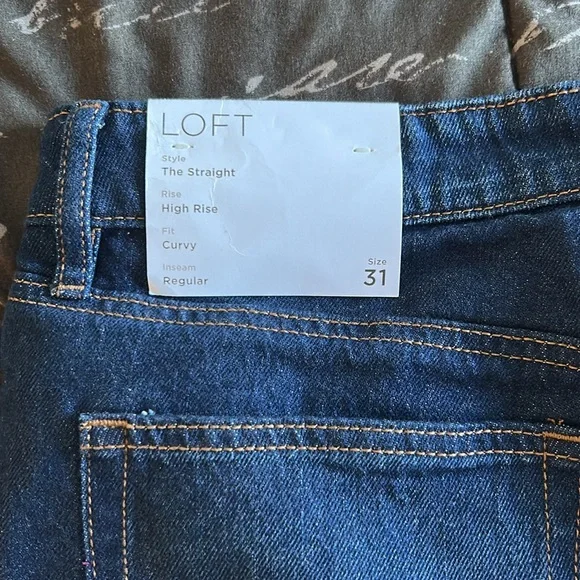 LOFT
Style
The Straight
Rise
High Rise
Fit
Curvy
Inseam
Regular
Size
31